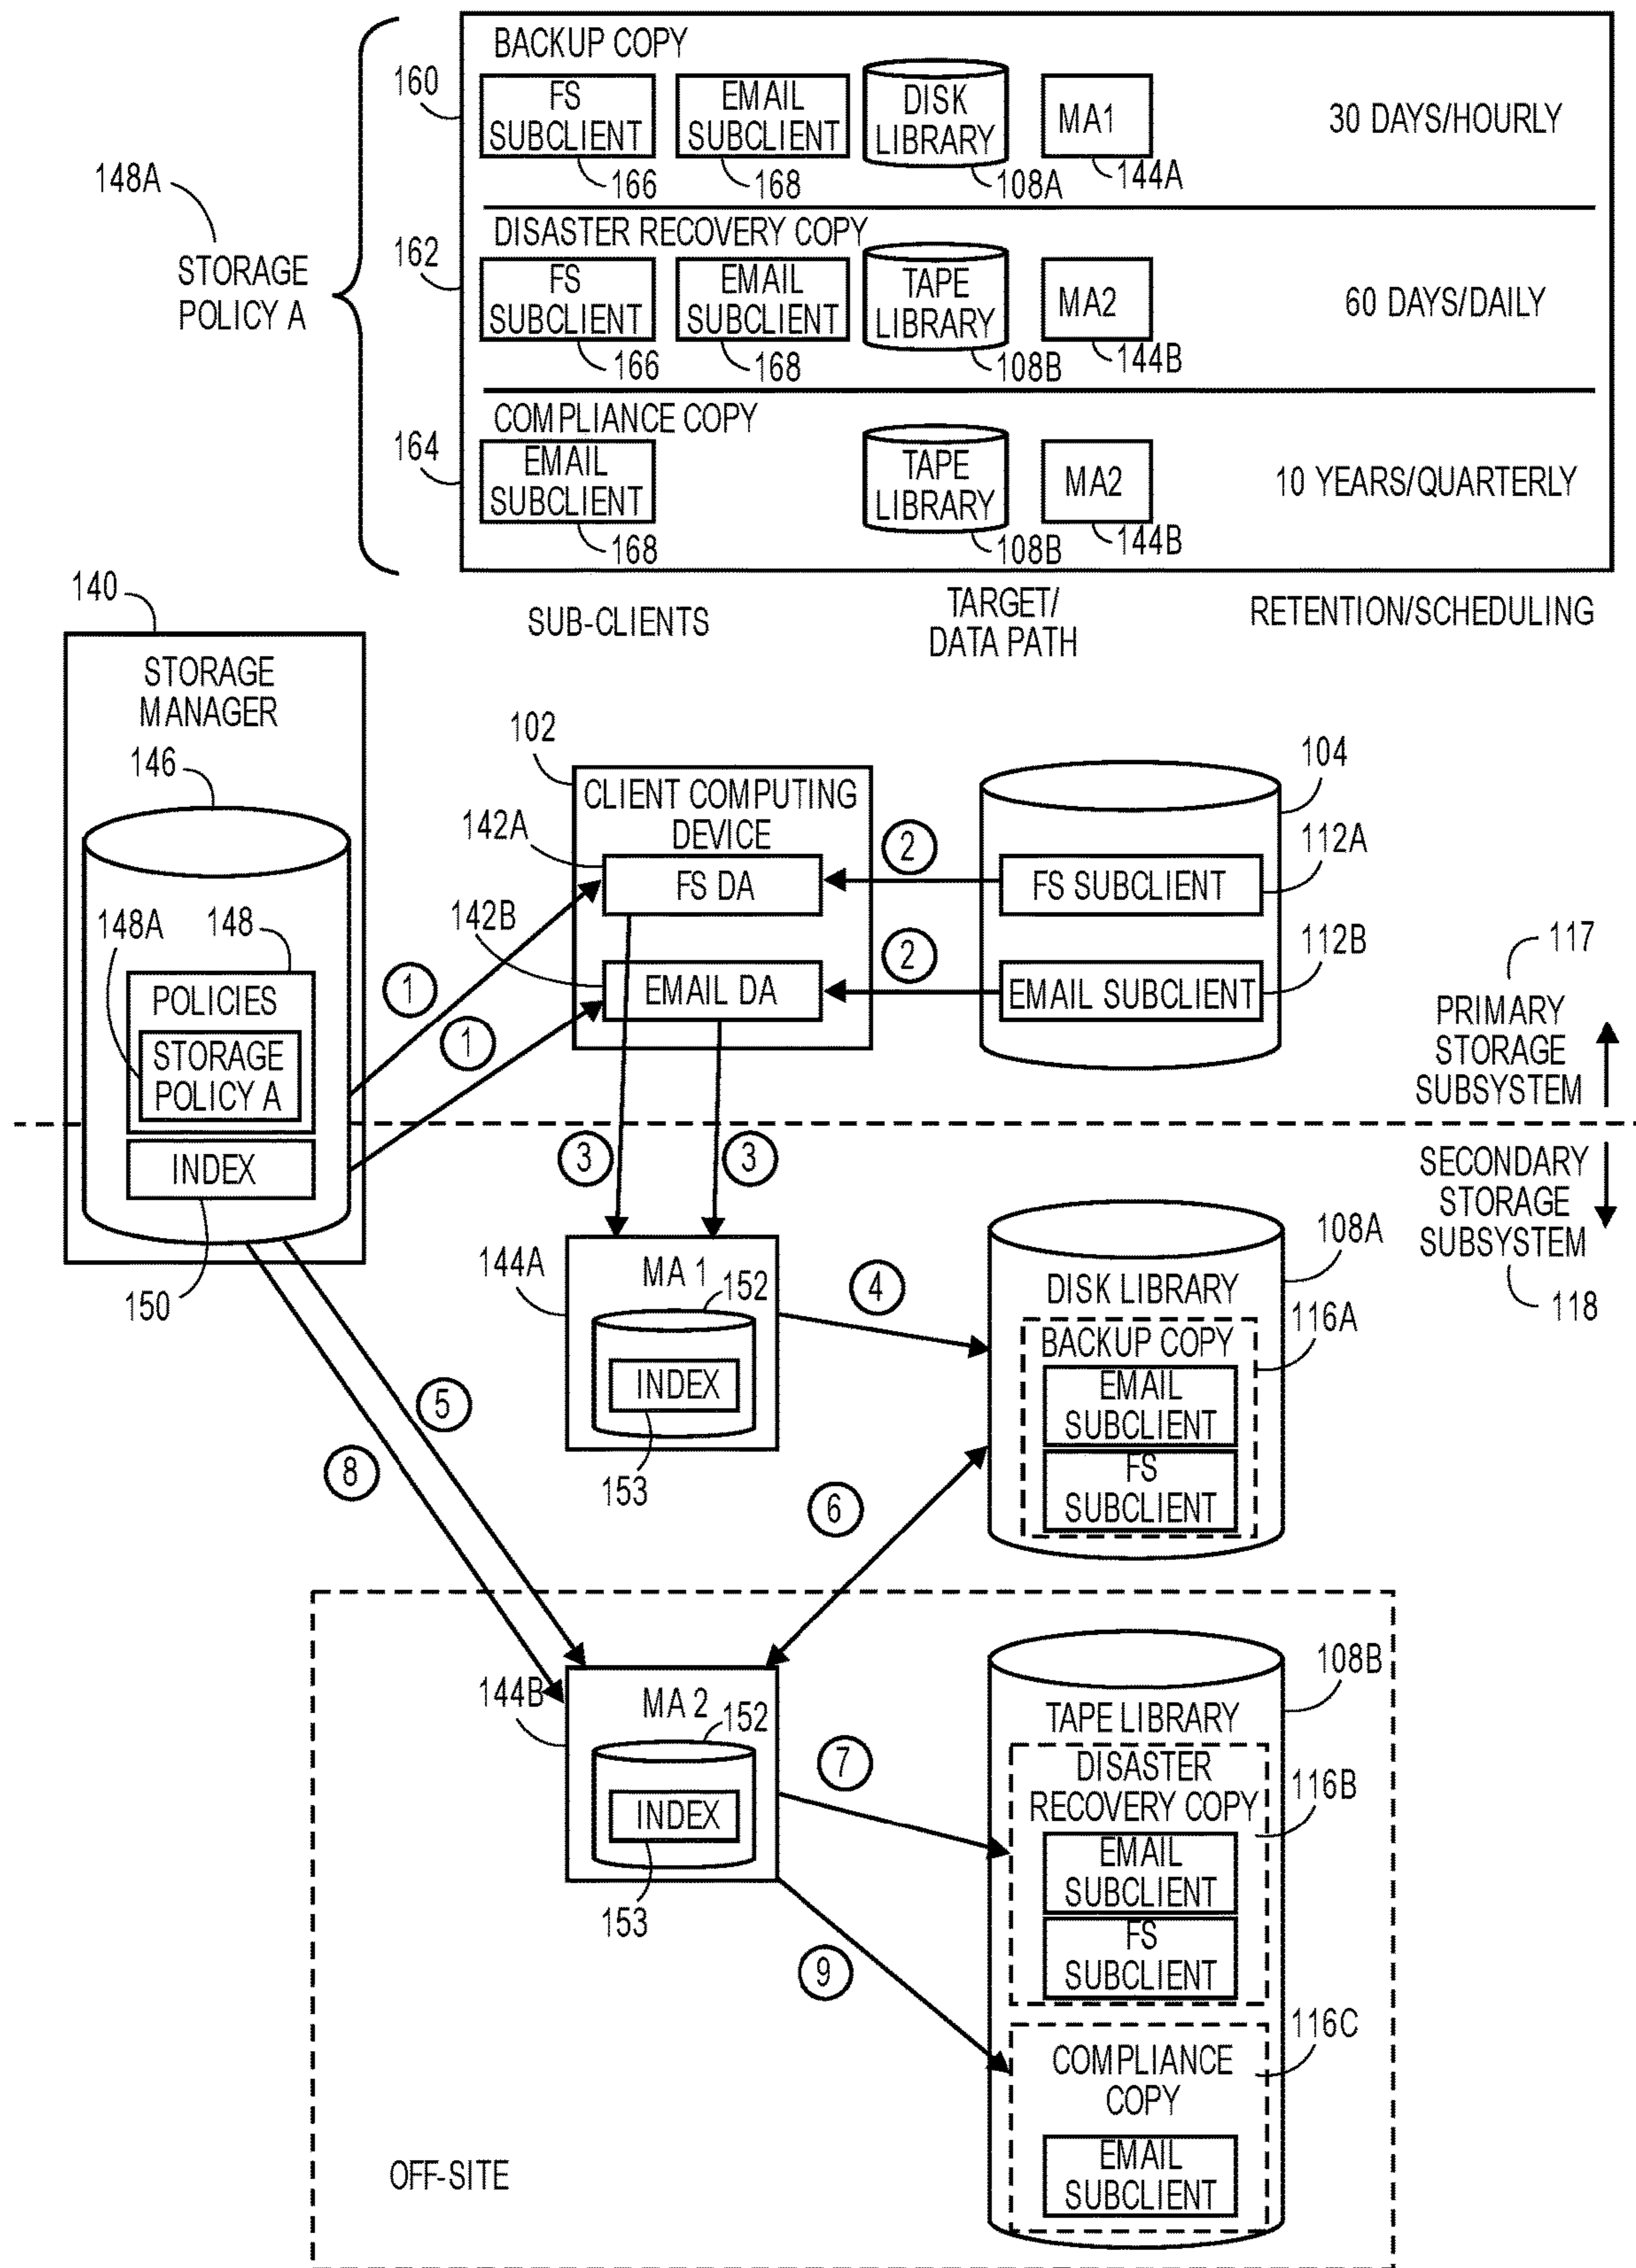 BACKUP COPY
160
FS
SUBCLIENT
166
EMAIL
SUBCLIENT
168
DISK
LIBRARY
108A
MA1
144A
30 DAYS/HOURLY
148A
STORAGE
POLICY A
DISASTER RECOVERY COPY
162
FS
SUBCLIENT
166
EMAIL
SUBCLIENT
168
TAPE
LIBRARY
108B
MA2
144B
60 DAYS/DAILY
COMPLIANCE COPY
164
EMAIL
SUBCLIENT
168
TAPE
LIBRARY
108B
MA2
144B
10 YEARS/QUARTERLY
SUB-CLIENTS
TARGET/
DATA PATH
RETENTION/SCHEDULING
140
STORAGE
MANAGER
146
148A
148
POLICIES
STORAGE
POLICY A
INDEX
150
1
1
102
CLIENT COMPUTING
DEVICE
142A
FS DA
142B
EMAIL DA
2
2
104
FS SUBCLIENT
112A
EMAIL SUBCLIENT
112B
117
PRIMARY
STORAGE
SUBSYSTEM
SECONDARY
STORAGE
SUBSYSTEM
118
3
3
144A
MA 1
152
INDEX
153
4
108A
DISK LIBRARY
116A
BACKUP COPY
EMAIL
SUBCLIENT
FS
SUBCLIENT
5
8
6
144B
MA 2
152
INDEX
153
7
9
108B
TAPE LIBRARY
DISASTER
RECOVERY COPY
116B
EMAIL
SUBCLIENT
FS
SUBCLIENT
116C
COMPLIANCE
COPY
EMAIL
SUBCLIENT
OFF-SITE